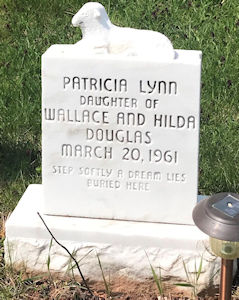 PATRICIA LYNN
DAUGHTER OF
WALLACE AND HILDA
DOUGLAS
MARCH 20, 1961
STEP SOFTLY A DREAM LIES
BURIED HERE